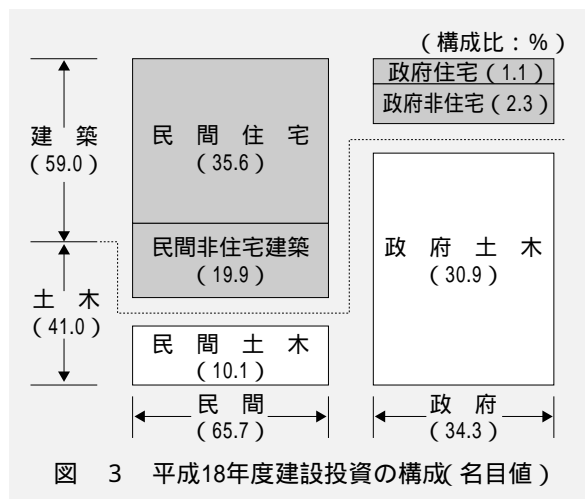 （構成比：%）
建　築
（59.0）
土　木
（41.0）
民　間　住　宅
（35.6）
民間非住宅建築
（19.9）
民　間　土　木
（10.1）
民　間
（65.7）
政府住宅（1.1）
政府非住宅（2.3）
政　府　土　木
（30.9）
政　府
（34.3）
図　3　平成18年度建設投資の構成（名目値）